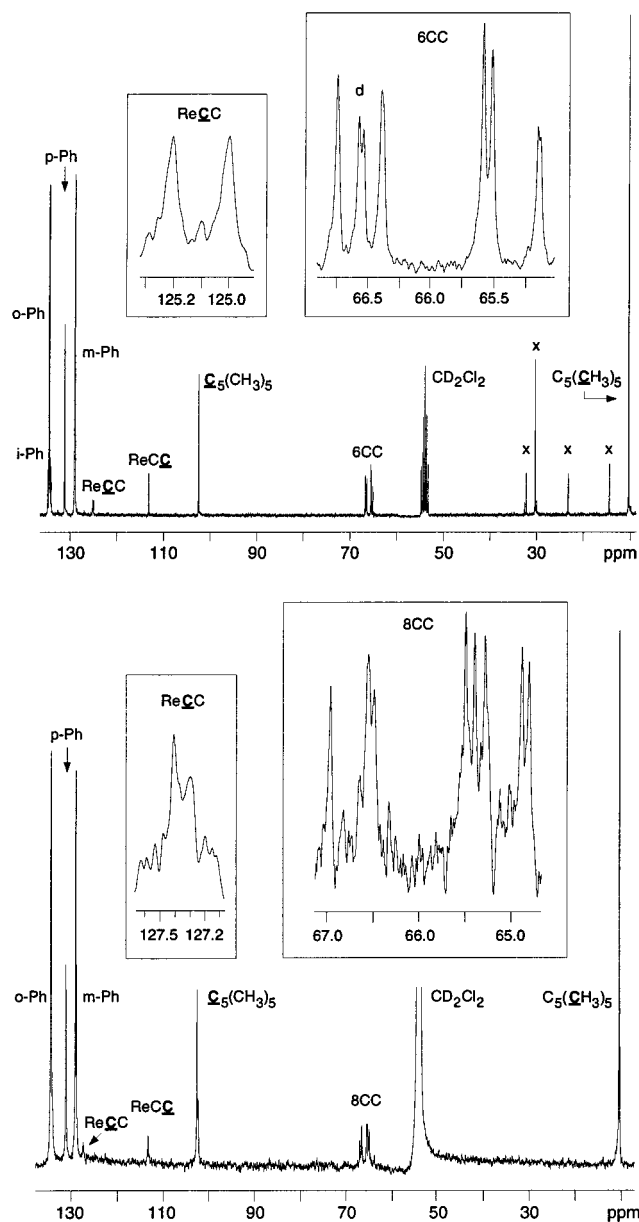 6CC
d
ReCC
p-Ph
66.5 66.0 65.5
125.2 125.0
o-Ph
m-Ph
x
C5(CH3)5
CD2Cl2
C5(CH3)5
i-Ph
x x x
ReCC
ReCC
6CC
130 110 90 70 50 30 ppm
8CC
ReCC
p-Ph
127.5 127.2
67.0 66.0 65.0
o-Ph
m-Ph
C5(CH3)5
CD2Cl2
C5(CH3)5
ReCC
ReCC
8CC
130 110 90 70 50 30 ppm